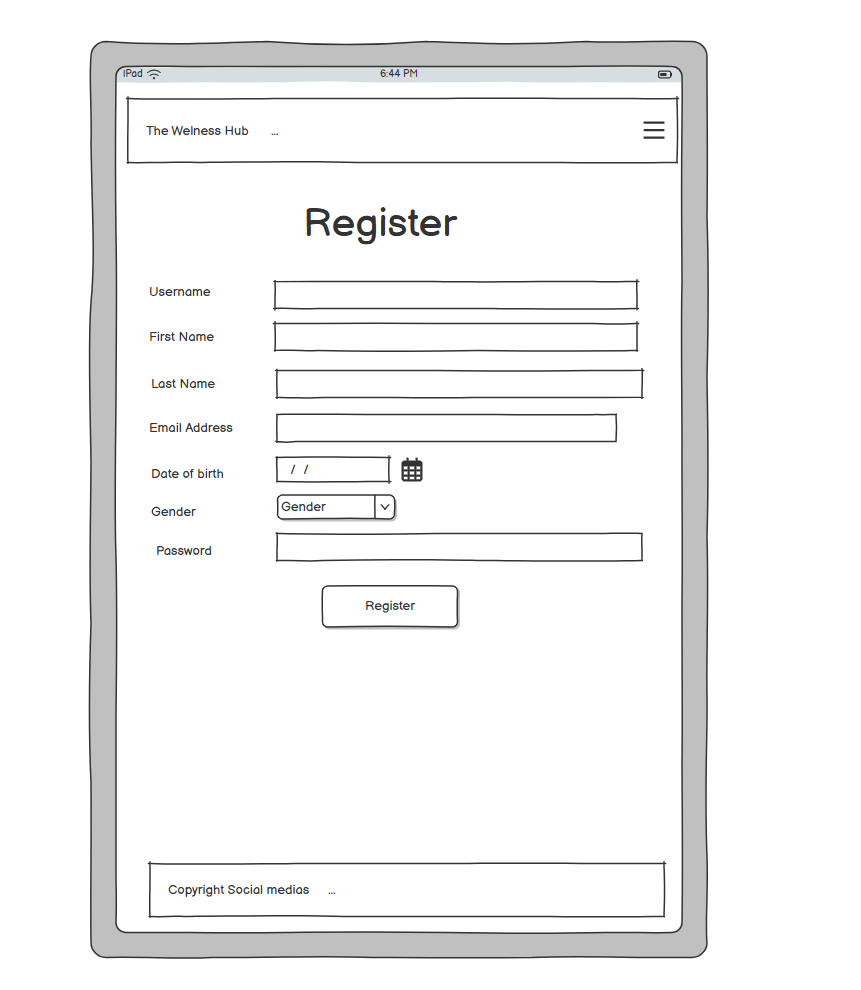 iPad 6:44 PM
The Welness Hub ...
Register
Username
First Name
Last Name
Email Address
Date of birth / /
Gender Gender
Password
Register
Copyright Social medias ...